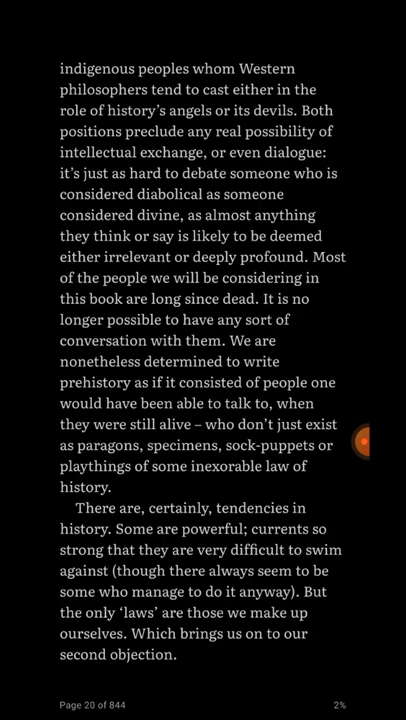 indigenous peoples whom Western
philosophers tend to cast either in the
role of history’s angels or its devils. Both
positions preclude any real possibility of
intellectual exchange, or even dialogue:
it’s just as hard to debate someone who is
considered diabolical as someone
considered divine, as almost anything
they think or say is likely to be deemed
either irrelevant or deeply profound. Most
of the people we will be considering in
this book are long since dead. It is no
longer possible to have any sort of
conversation with them. We are
nonetheless determined to write
prehistory as if it consisted of people one
would have been able to talk to, when
they were still alive – who don’t just exist
as paragons, specimens, sock-puppets or
playthings of some inexorable law of
history.
There are, certainly, tendencies in
history. Some are powerful; currents so
strong that they are very difficult to swim
against (though there always seem to be
some who manage to do it anyway). But
the only ‘laws’ are those we make up
ourselves. Which brings us on to our
second objection.
Page 20 of 844 2%